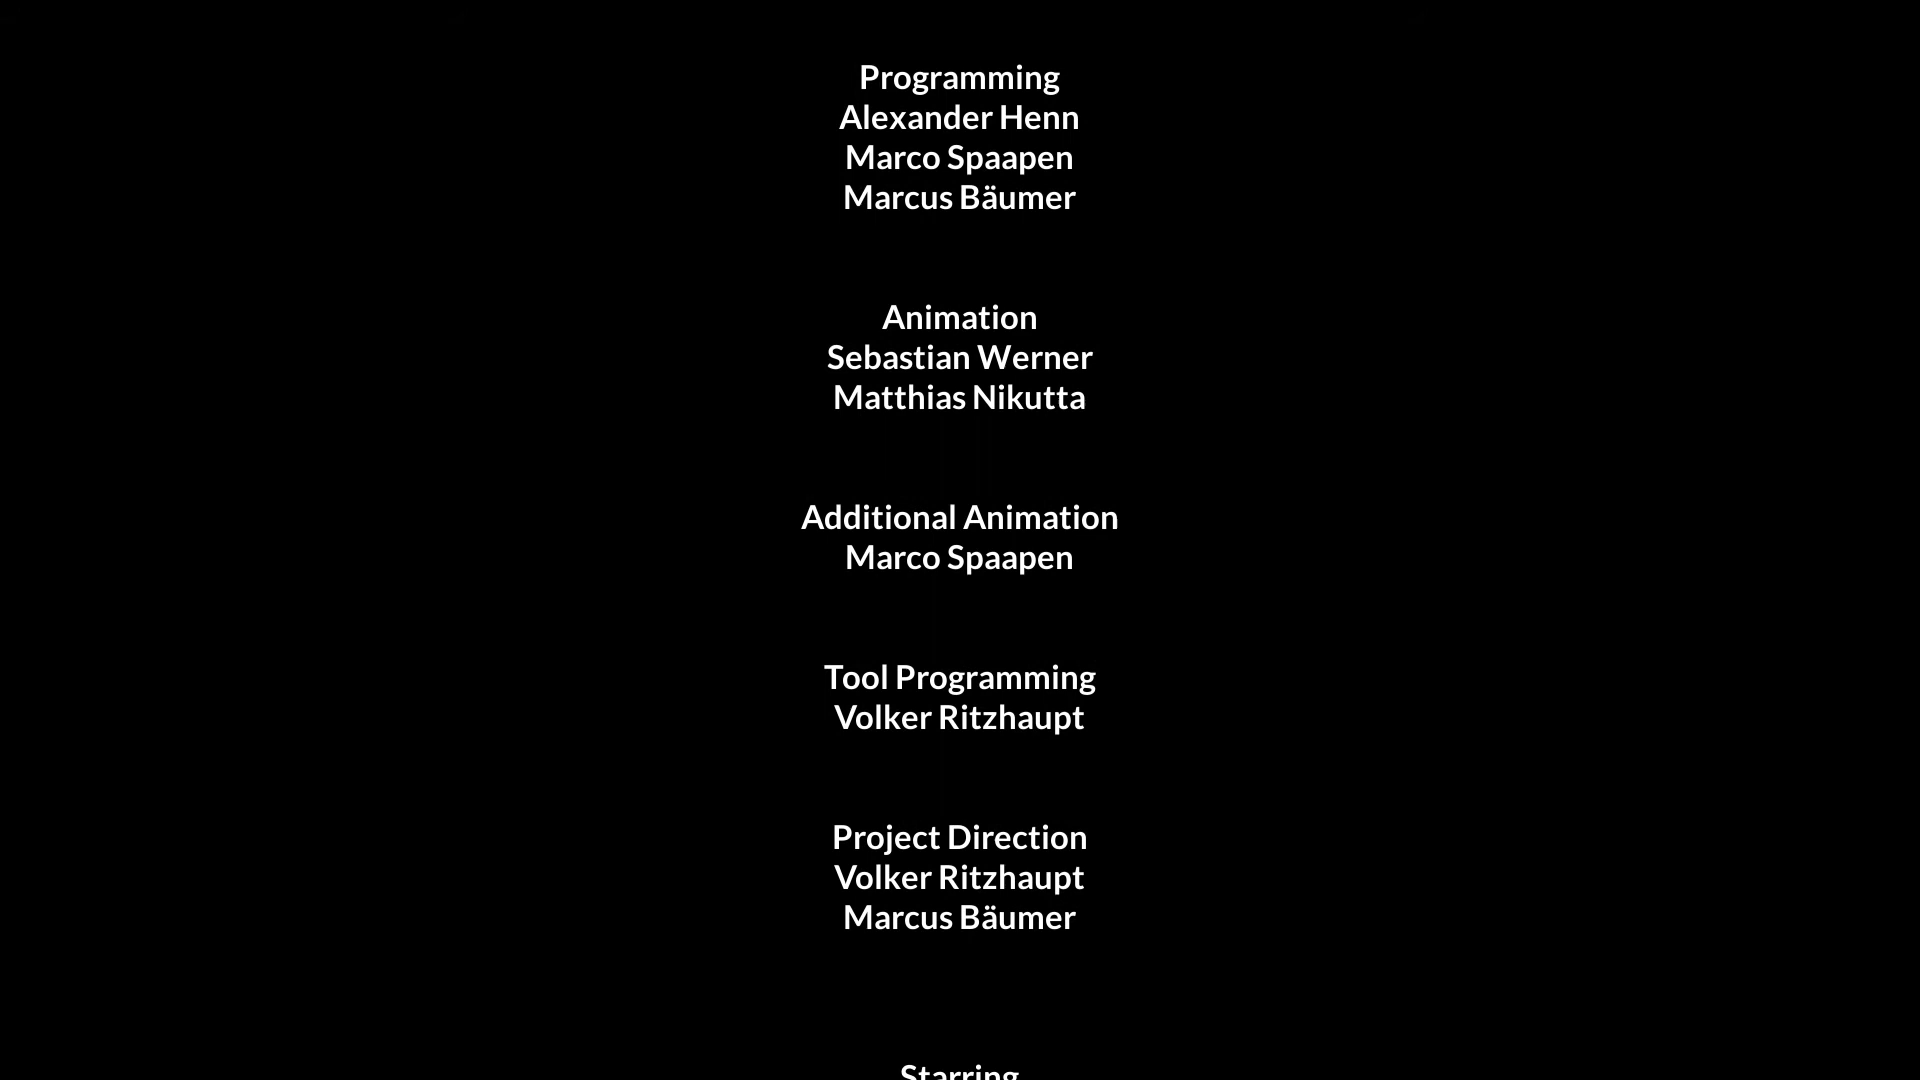 Programming
Alexander Henn
Marco Spaapen
Marcus Bäumer
Animation
Sebastian Werner
Matthias Nikutta
Additional Animation
Marco Spaapen
Tool Programming
Volker Ritzhaupt
Project Direction
Volker Ritzhaupt
Marcus Bäumer
Starring